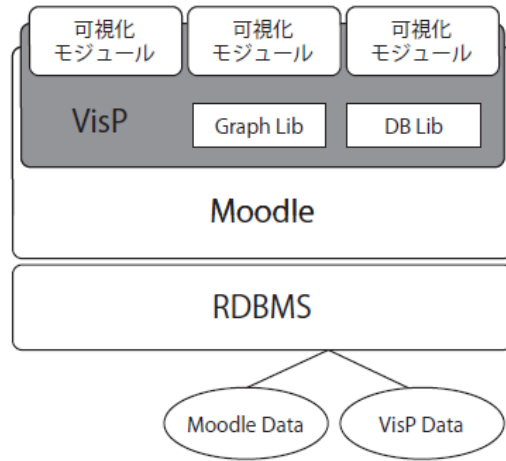 可視化
モジュール
可視化
モジュール
可視化
モジュール
VisP
Graph Lib
DB Lib
Moodle
RDBMS
Moodle Data
VisP Data